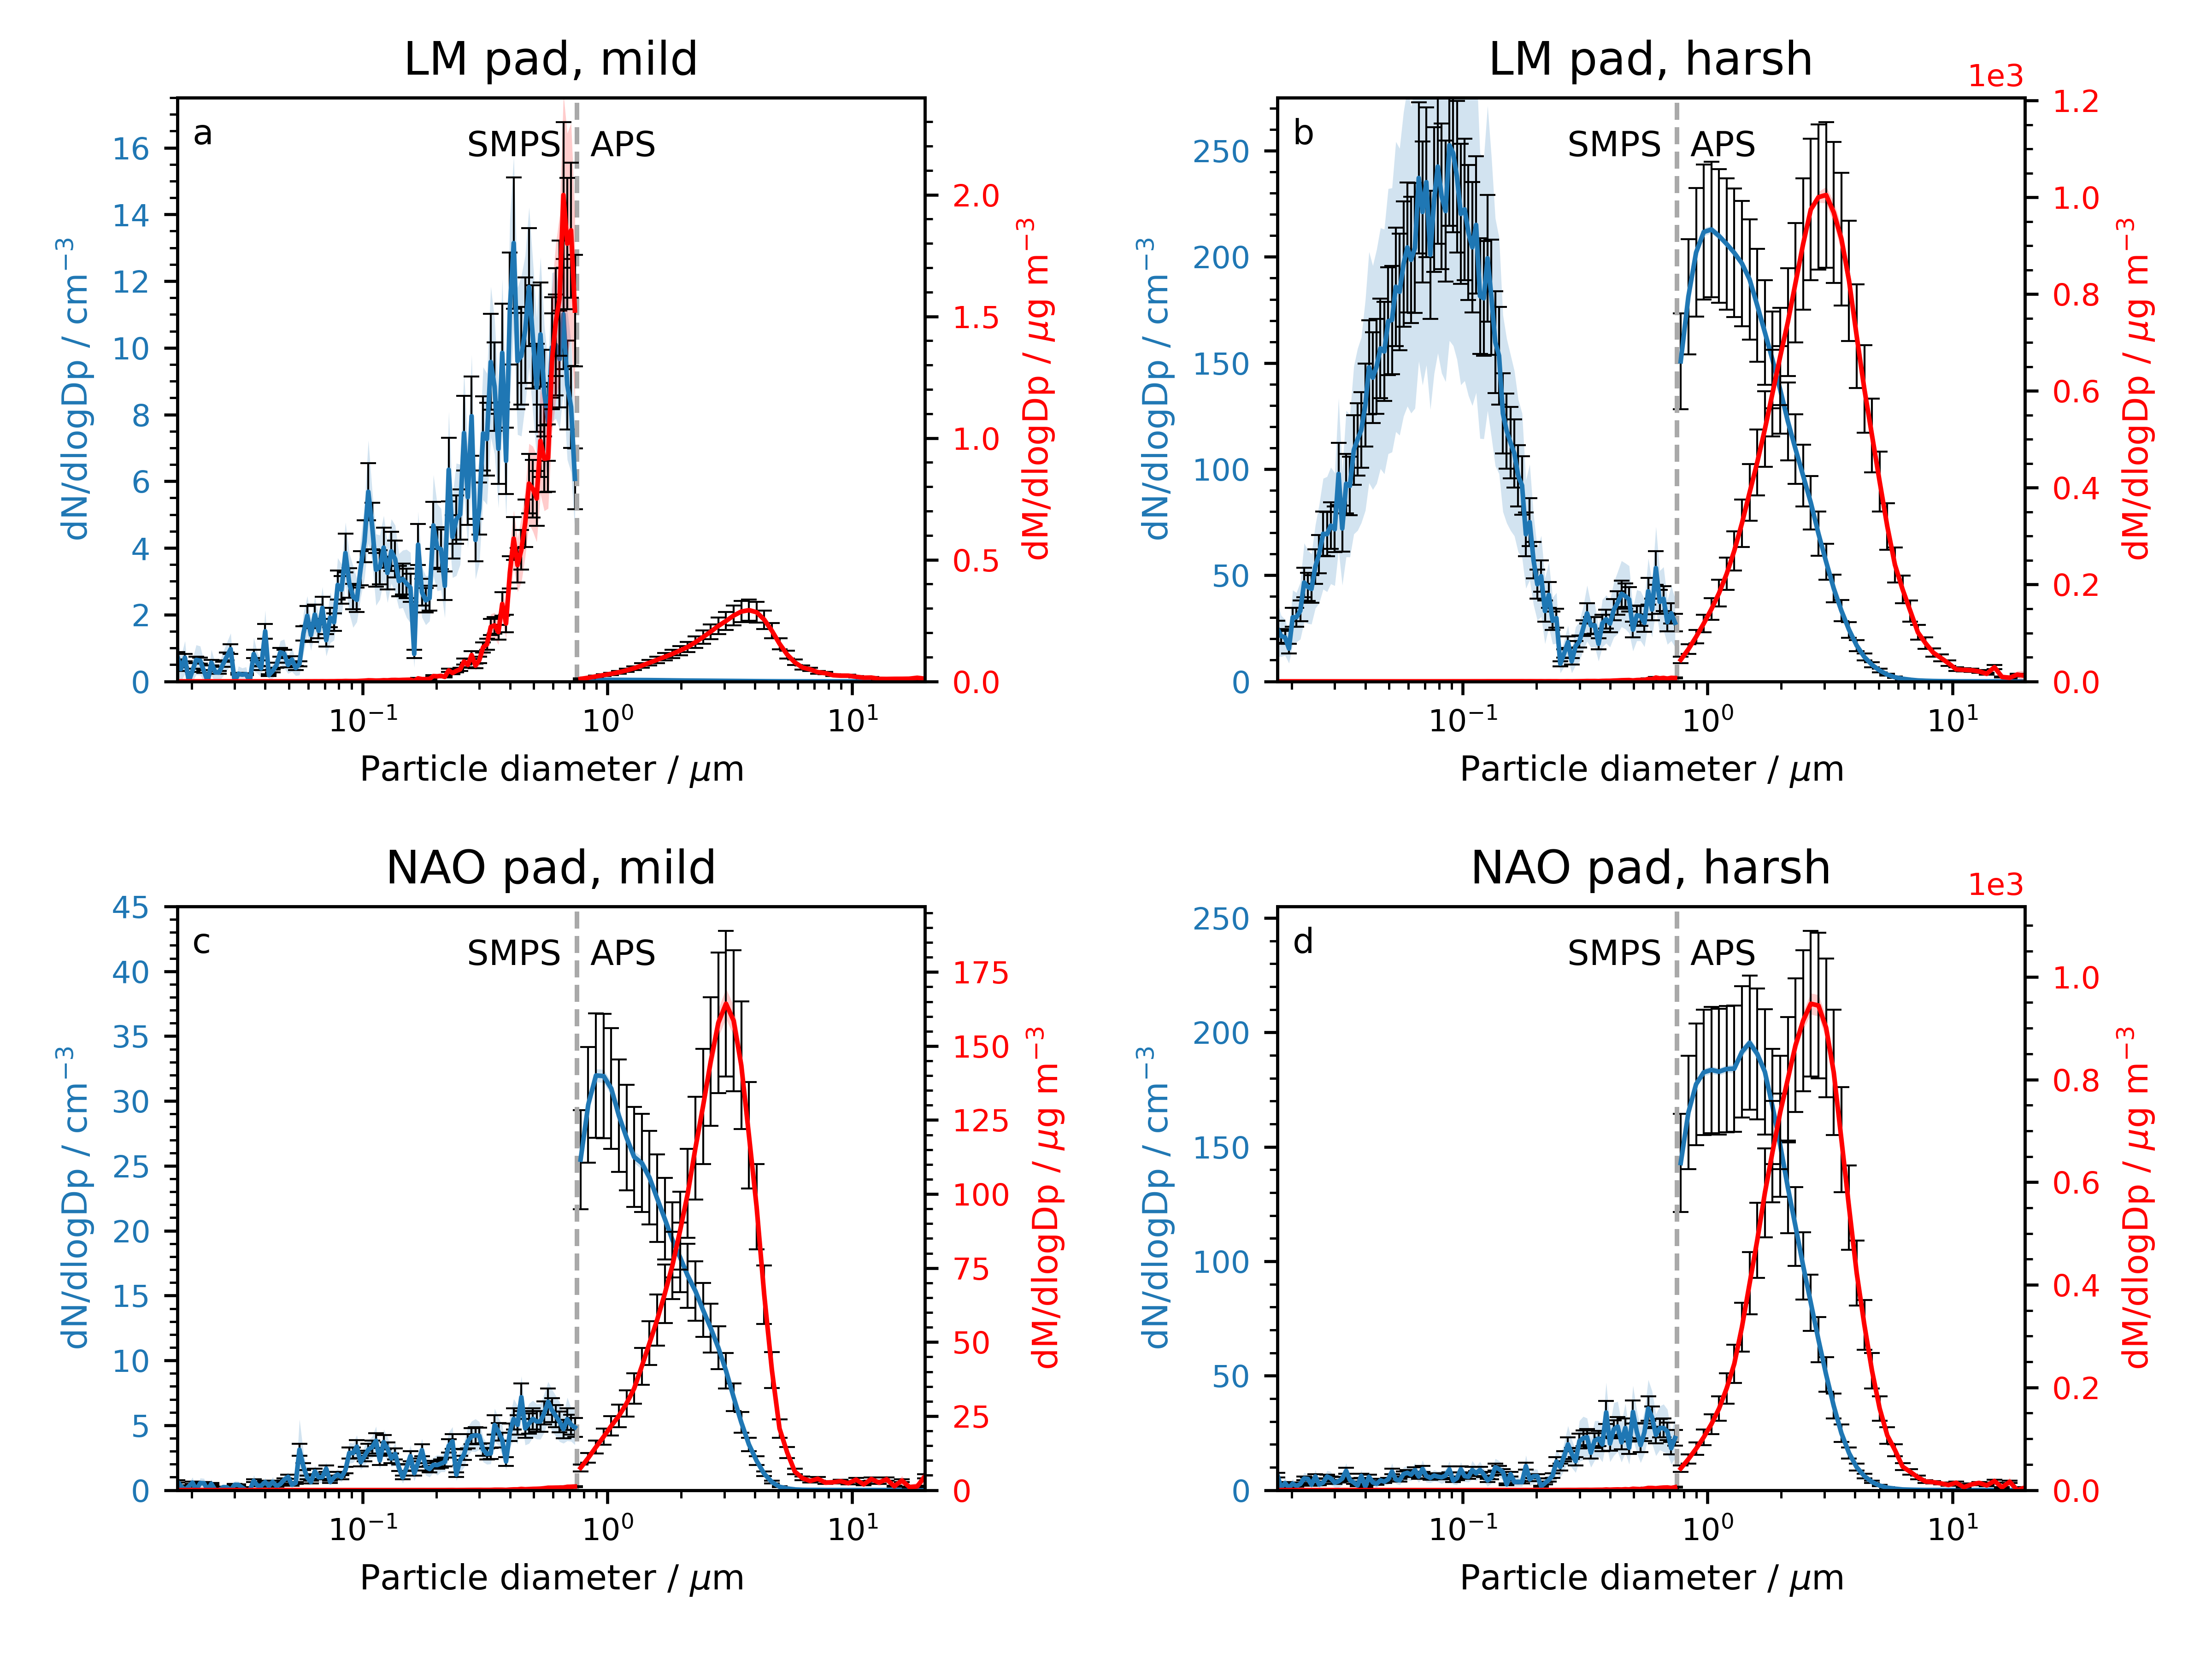 LM pad, mild
a
SMPS
APS
16
14
12
10
8
6
4
2
0
dN/dlogDp / cm⁻³
2.0
1.5
1.0
0.5
0.0
dM/dlogDp / μg m⁻³
10⁻¹
10⁰
10¹
Particle diameter / μm
LM pad, harsh
1e3
b
SMPS
APS
250
200
150
100
50
0
dN/dlogDp / cm⁻³
1.2
1.0
0.8
0.6
0.4
0.2
0.0
dM/dlogDp / μg m⁻³
10⁻¹
10⁰
10¹
Particle diameter / μm
NAO pad, mild
c
SMPS
APS
45
40
35
30
25
20
15
10
5
0
dN/dlogDp / cm⁻³
175
150
125
100
75
50
25
0
dM/dlogDp / μg m⁻³
10⁻¹
10⁰
10¹
Particle diameter / μm
NAO pad, harsh
1e3
d
SMPS
APS
250
200
150
100
50
0
dN/dlogDp / cm⁻³
1.0
0.8
0.6
0.4
0.2
0.0
dM/dlogDp / μg m⁻³
10⁻¹
10⁰
10¹
Particle diameter / μm